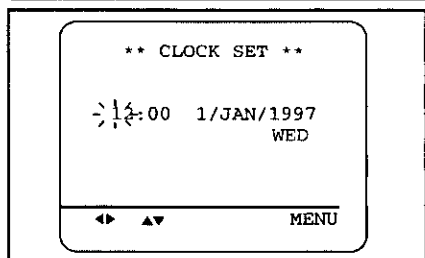 ** CLOCK SET **
12:00 1/JAN/1997
WED
◀▶ ▲▼ MENU